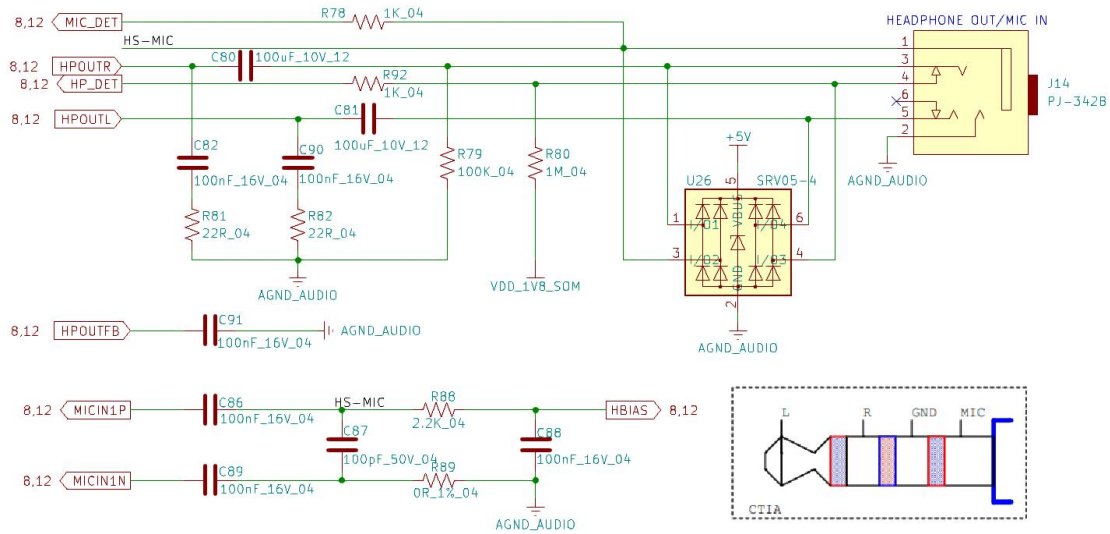 8,12 MIC_DET R78 1K_04 HEADPHONE OUT/MIC IN
HS-MIC 1
8,12 HPOUTR C80 100uF_10V_12 3
8,12 HP_DET R92 1K_04 4
J14
PJ-342B
6
8,12 HPOUTL C81 100uF_10V_12 5
2
AGND_AUDIO
C82 100nF_16V_04
C90 100nF_16V_04
R79 100K_04
R80 1M_04
+5V
U26 SRV05-4
5
VBUS
1 I/O1 I/O4 6
3 I/O2 I/O3 4
GND
2
AGND_AUDIO
R81 22R_04
R82 22R_04
AGND_AUDIO
VDD_1V8_SOM
8,12 HPOUTFB C91 100nF_16V_04 AGND_AUDIO
8,12 MICIN1P C86 100nF_16V_04 HS-MIC R88 2.2K_04 HBIAS 8,12
C87 100pF_50V_04
C88 100nF_16V_04
8,12 MICIN1N C89 100nF_16V_04 R89 0R_1%_04
AGND_AUDIO
L R GND MIC
CTIA